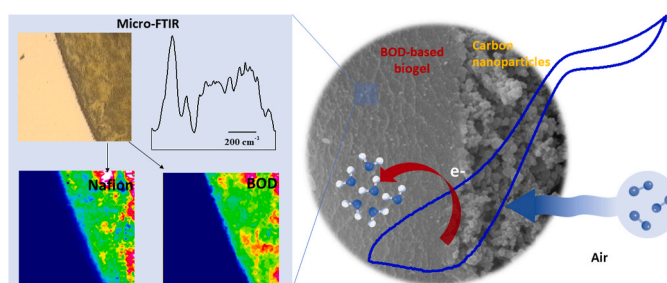 Micro-FTIR
200 cm-1
Nafion
BOD
BOD-based
biogel
Carbon
nanoparticles
e-
Air